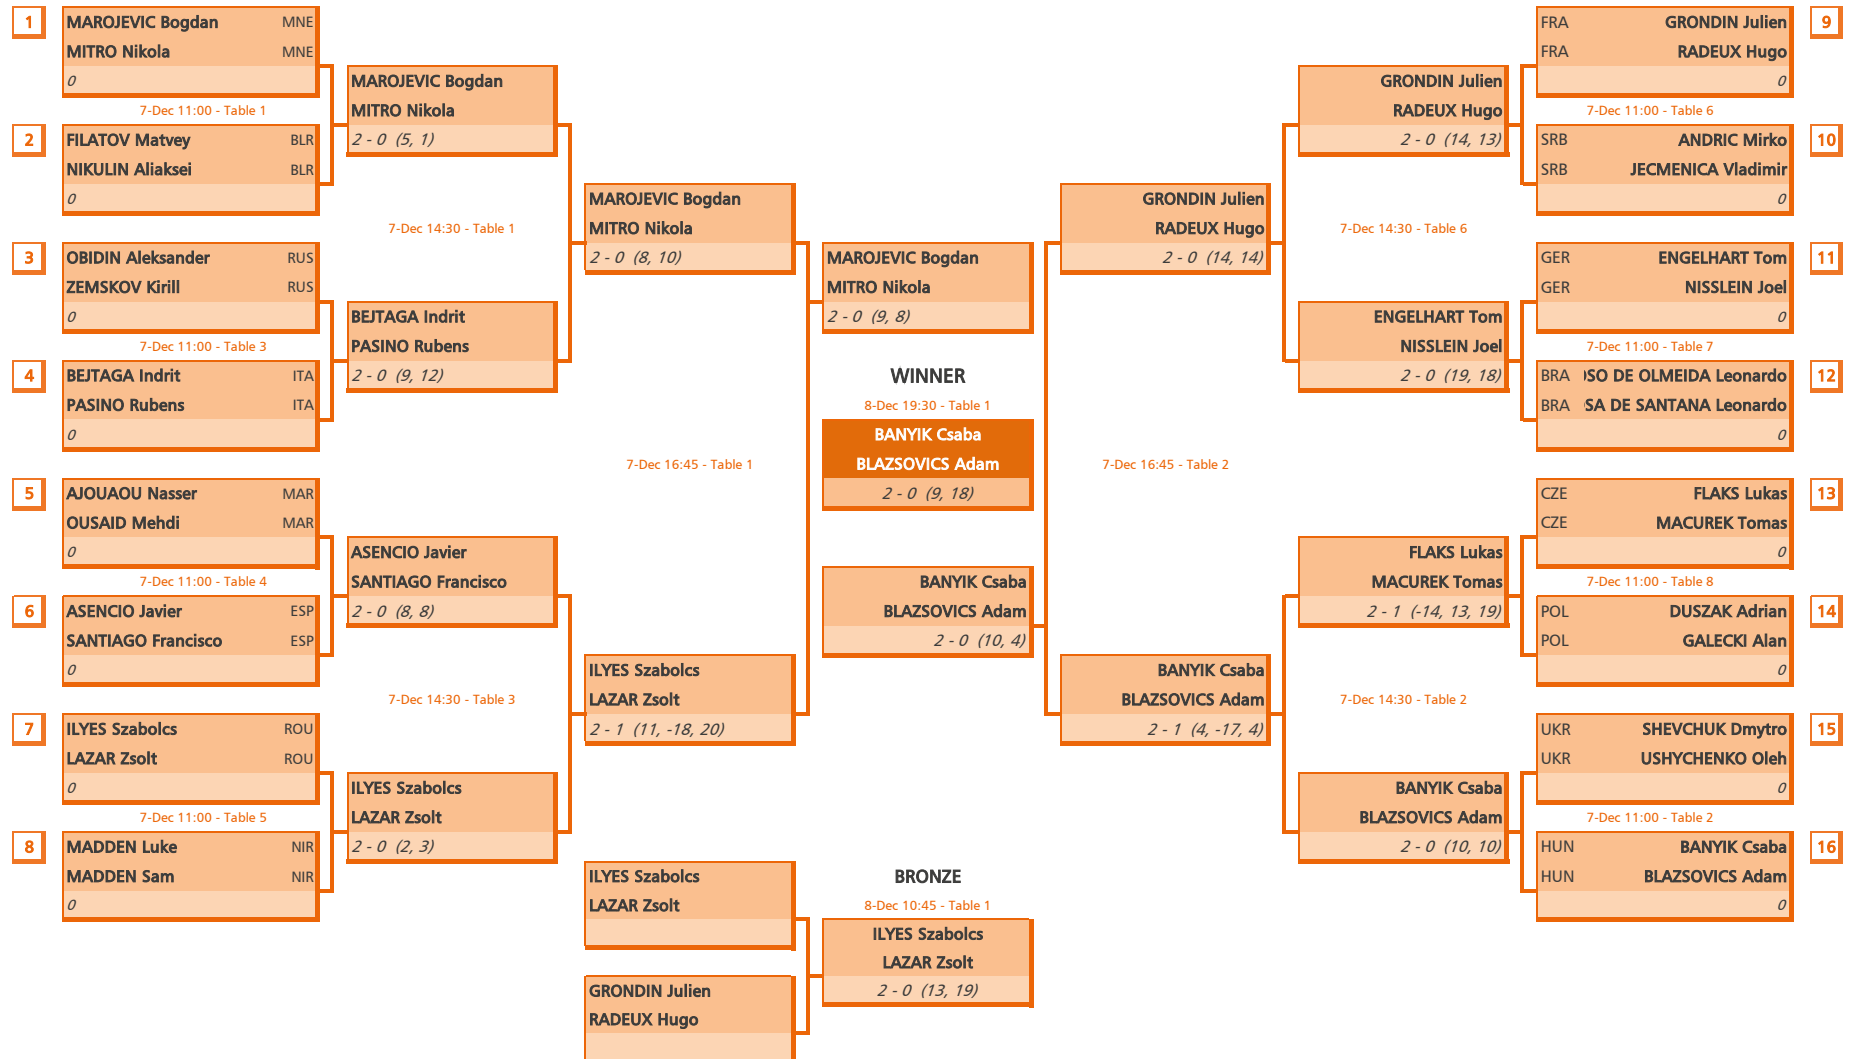 1
MAROJEVIC Bogdan MNE
MITRO Nikola MNE
0
7-Dec 11:00 - Table 1
2
FILATOV Matvey BLR
NIKULIN Aliaksei BLR
0
3
OBIDIN Aleksander RUS
ZEMSKOV Kirill RUS
0
7-Dec 11:00 - Table 3
4
BEJTAGA Indrit ITA
PASINO Rubens ITA
0
5
AJOUAOU Nasser MAR
OUSAID Mehdi MAR
0
7-Dec 11:00 - Table 4
6
ASENCIO Javier ESP
SANTIAGO Francisco ESP
0
7
ILYES Szabolcs ROU
LAZAR Zsolt ROU
0
7-Dec 11:00 - Table 5
8
MADDEN Luke NIR
MADDEN Sam NIR
0
MAROJEVIC Bogdan
MITRO Nikola
2 - 0 (5, 1)
7-Dec 14:30 - Table 1
BEJTAGA Indrit
PASINO Rubens
2 - 0 (9, 12)
ASENCIO Javier
SANTIAGO Francisco
2 - 0 (8, 8)
7-Dec 14:30 - Table 3
ILYES Szabolcs
LAZAR Zsolt
2 - 0 (2, 3)
MAROJEVIC Bogdan
MITRO Nikola
2 - 0 (8, 10)
7-Dec 16:45 - Table 1
ILYES Szabolcs
LAZAR Zsolt
2 - 1 (11, -18, 20)
MAROJEVIC Bogdan
MITRO Nikola
2 - 0 (9, 8)
WINNER
8-Dec 19:30 - Table 1
BANYIK Csaba
BLAZSOVICS Adam
2 - 0 (9, 18)
BANYIK Csaba
BLAZSOVICS Adam
2 - 0 (10, 4)
ILYES Szabolcs
LAZAR Zsolt
GRONDIN Julien
RADEUX Hugo
BRONZE
8-Dec 10:45 - Table 1
ILYES Szabolcs
LAZAR Zsolt
2 - 0 (13, 19)
GRONDIN Julien
RADEUX Hugo
2 - 0 (14, 14)
7-Dec 16:45 - Table 2
BANYIK Csaba
BLAZSOVICS Adam
2 - 1 (4, -17, 4)
GRONDIN Julien
RADEUX Hugo
2 - 0 (14, 13)
7-Dec 14:30 - Table 6
ENGELHART Tom
NISSLEIN Joel
2 - 0 (19, 18)
FLAKS Lukas
MACUREK Tomas
2 - 1 (-14, 13, 19)
7-Dec 14:30 - Table 2
BANYIK Csaba
BLAZSOVICS Adam
2 - 0 (10, 10)
FRA GRONDIN Julien
9
FRA RADEUX Hugo
0
7-Dec 11:00 - Table 6
SRB ANDRIC Mirko
10
SRB JECMENICA Vladimir
0
GER ENGELHART Tom
11
GER NISSLEIN Joel
0
7-Dec 11:00 - Table 7
BRA DE OLMEIDA Leonardo
12
BRA DE SANTANA Leonardo
0
CZE FLAKS Lukas
13
CZE MACUREK Tomas
0
7-Dec 11:00 - Table 8
POL DUSZAK Adrian
14
POL GALECKI Alan
0
UKR SHEVCHUK Dmytro
15
UKR USHYCHENKO Oleh
0
7-Dec 11:00 - Table 2
HUN BANYIK Csaba
16
HUN BLAZSOVICS Adam
0